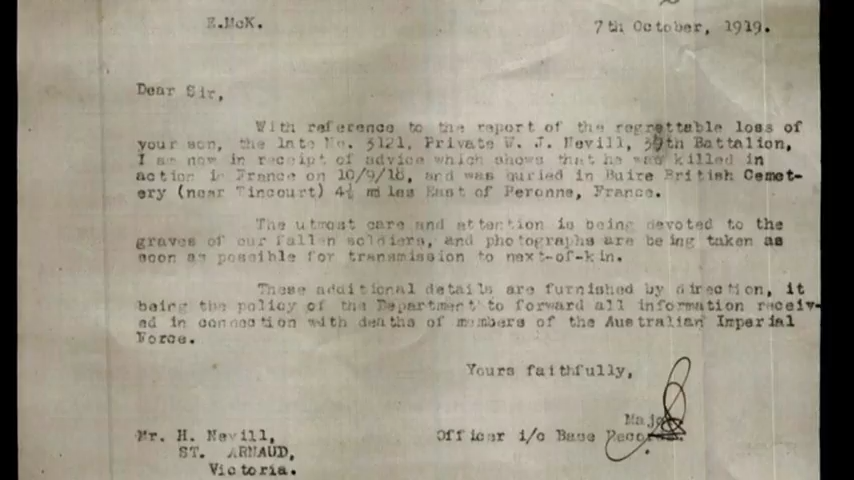 E.McK.
7th October, 1919.
Dear Sir,
With reference to the report of the regrettable loss of
your son, the late No. 3121, Private W. J. Nevill, 39th Battalion,
I am now in receipt of advice which shows that he was killed in
action in France on 10/9/18, and was buried in Buire British Cemet-
ery (near Tincourt) 4½ miles East of Peronne, France.
The utmost care and attention is being devoted to the
graves of our fallen soldiers, and photographs are being taken as
soon as possible for transmission to next-of-kin.
These additional details are furnished by direction, it
being the policy of the Department to forward all information receiv-
ed in connection with deaths of members of the Australian Imperial
Force.
Yours faithfully,
Major
Officer i/c Base Records.
Mr. H. Nevill,
ST. ARNAUD,
Victoria.